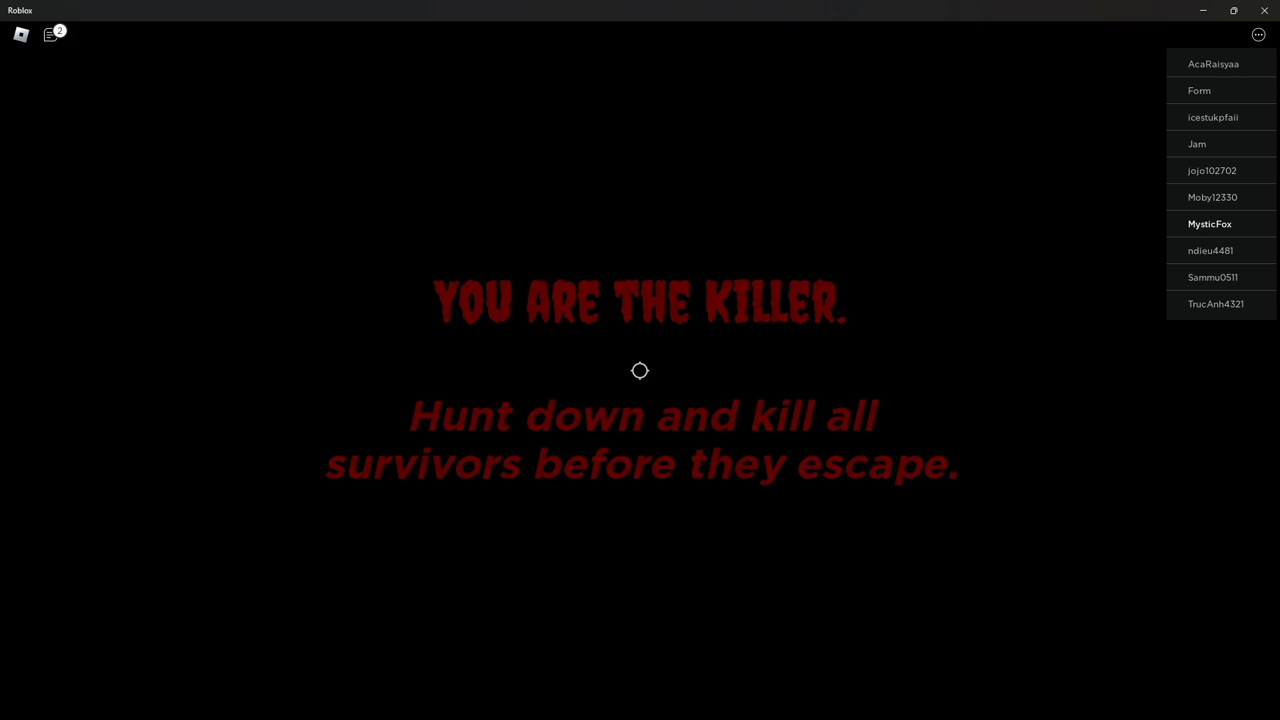 Roblox
2
AcaRaisyaa
Form
icestukpfaii
Jam
jojo102702
Moby12330
MysticFox
ndieu4481
Sammu0511
TrucAnh4321
YOU ARE THE KILLER.
Hunt down and kill all
survivors before they escape.